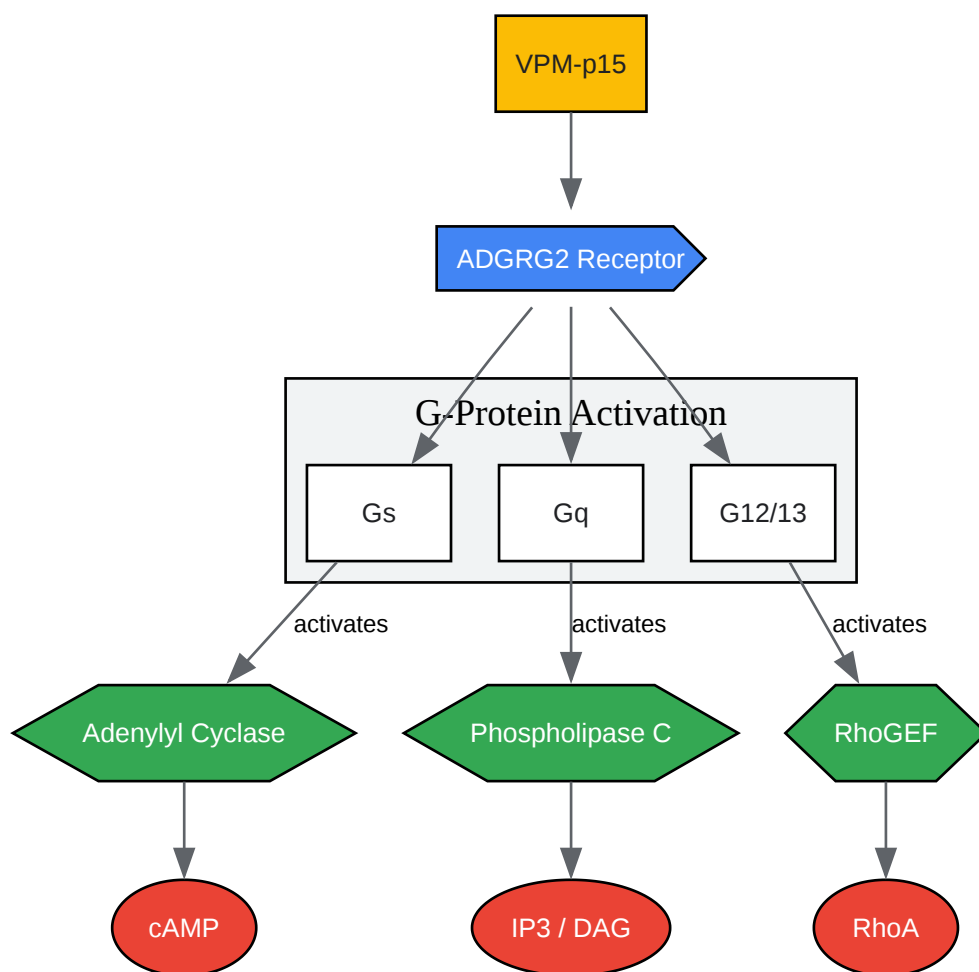 VPM-p15
ADGRG2 Receptor
G-Protein Activation
Gs
Gq
G12/13
activates
activates
activates
Adenylyl Cyclase
Phospholipase C
RhoGEF
cAMP
IP3 / DAG
RhoA